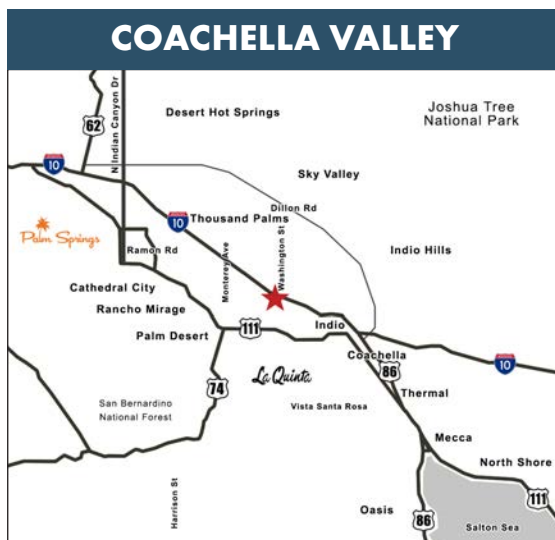 COACHELLA VALLEY
N Indian Canyon Dr
Desert Hot Springs
Joshua Tree
National Park
62
10
Sky Valley
Dillon Rd
10
Thousand Palms
Palm Springs
Ramon Rd
Monterey Ave
Washington St
Indio Hills
Cathedral City
Rancho Mirage
Palm Desert
111
Indio
Coachella
10
86
74
La Quinta
Thermal
San Bernardino
National Forest
Vista Santa Rosa
Mecca
North Shore
Harrison St
Oasis
86
111
Salton Sea